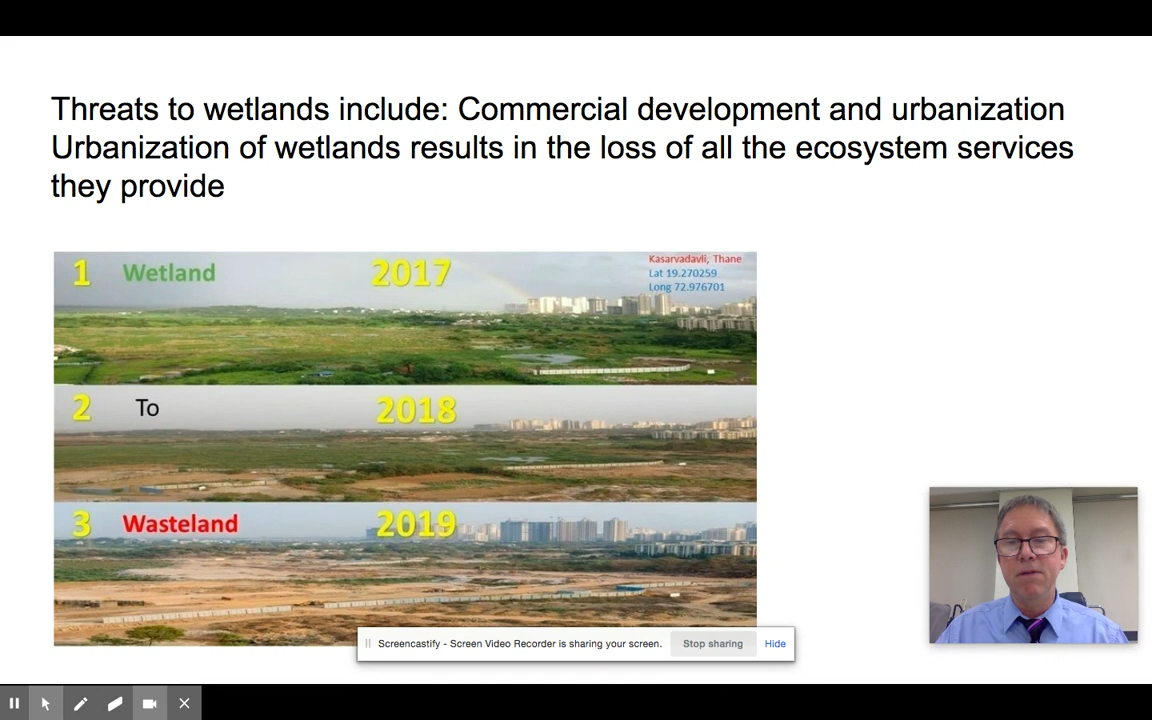 Threats to wetlands include: Commercial development and urbanization
Urbanization of wetlands results in the loss of all the ecosystem services
they provide
1 Wetland 2017 Kasarvadavli, Thane
Lat 19.270259
Long 72.976701
2 To 2018
3 Wasteland 2019
Screencastify - Screen Video Recorder is sharing your screen. Stop sharing Hide